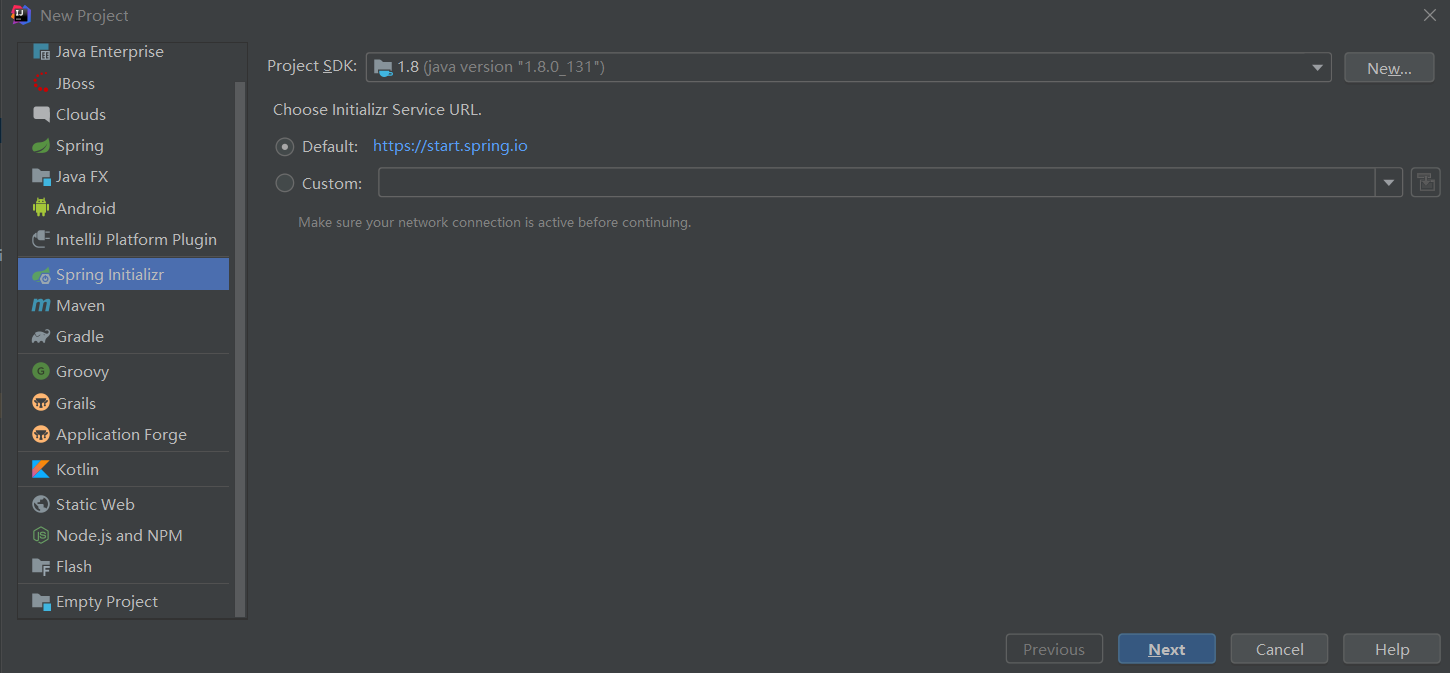 New Project
Java Enterprise
JBoss
Clouds
Spring
Java FX
Android
IntelliJ Platform Plugin
Spring Initializr
Maven
Gradle
Groovy
Grails
Application Forge
Kotlin
Static Web
Node.js and NPM
Flash
Empty Project
Project SDK: 1.8 (java version "1.8.0_131") New...
Choose Initializr Service URL.
Default: https://start.spring.io
Custom:
Make sure your network connection is active before continuing.
Previous Next Cancel Help